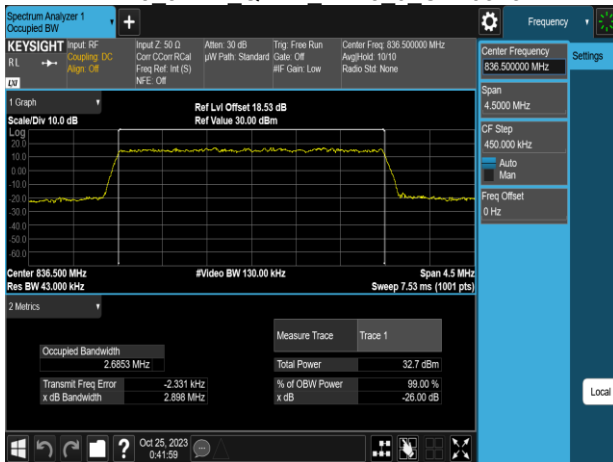 Spectrum Analyzer 1
Occupied BW
Frequency
KEYSIGHT Input: RF Input Z: 50 Ω Atten: 30 dB Trig: Free Run Center Freq: 836.500000 MHz
RL Coupling: DC Corr CCorr RCal µW Path: Standard Gate: Off Avg|Hold: 10/10
Align: Off Freq Ref: Int (S) #IF Gain: Low Radio Std: None
LXI NFE: Off
1 Graph
Ref Lvl Offset 18.53 dB
Scale/Div 10.0 dB Ref Value 30.00 dBm
Log
20.0
10.0
0.00
-10.0
-20.0
-30.0
-40.0
-50.0
-60.0
Center 836.500 MHz #Video BW 130.00 kHz Span 4.5 MHz
Res BW 43.000 kHz Sweep 7.53 ms (1001 pts)
2 Metrics
Measure Trace Trace 1
Occupied Bandwidth
2.6853 MHz
Total Power 32.7 dBm
Transmit Freq Error -2.331 kHz % of OBW Power 99.00 %
x dB Bandwidth 2.898 MHz x dB -26.00 dB
Center Frequency
836.500000 MHz
Settings
Span
4.5000 MHz
CF Step
450.000 kHz
Auto
Man
Freq Offset
0 Hz
Local
Oct 25, 2023
0:41:59